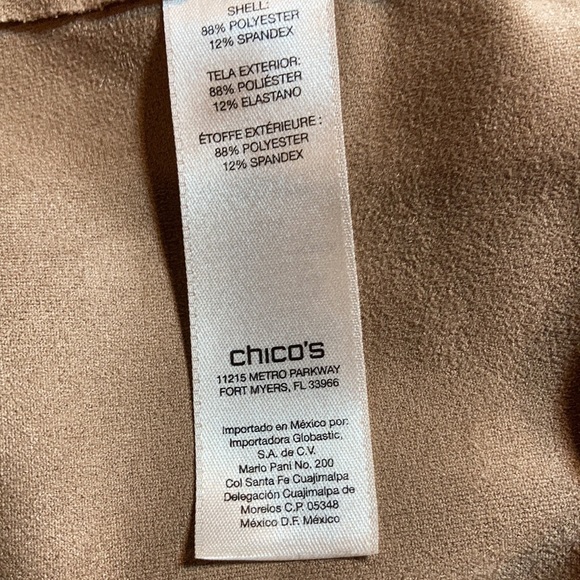 SHELL:
88% POLYESTER
12% SPANDEX
TELA EXTERIOR:
88% POLIÉSTER
12% ELASTANO
ÉTOFFE EXTÉRIEURE :
88% POLYESTER
12% SPANDEX
chico's
11215 METRO PARKWAY
FORT MYERS, FL 33966
Importado en México por:
Importadora Globastic,
S.A. de C.V.
Mario Pani No. 200
Col Santa Fe Cuajimalpa
Delegación Cuajimalpa de
Morelos C.P. 05348
México D.F. México